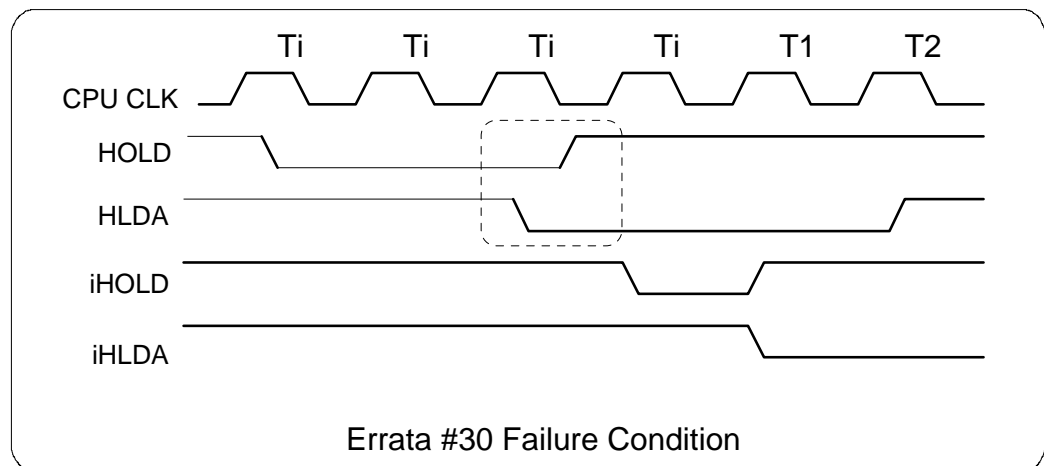 Ti Ti Ti Ti T1 T2
CPU CLK
HOLD
HLDA
iHOLD
iHLDA
Errata #30 Failure Condition